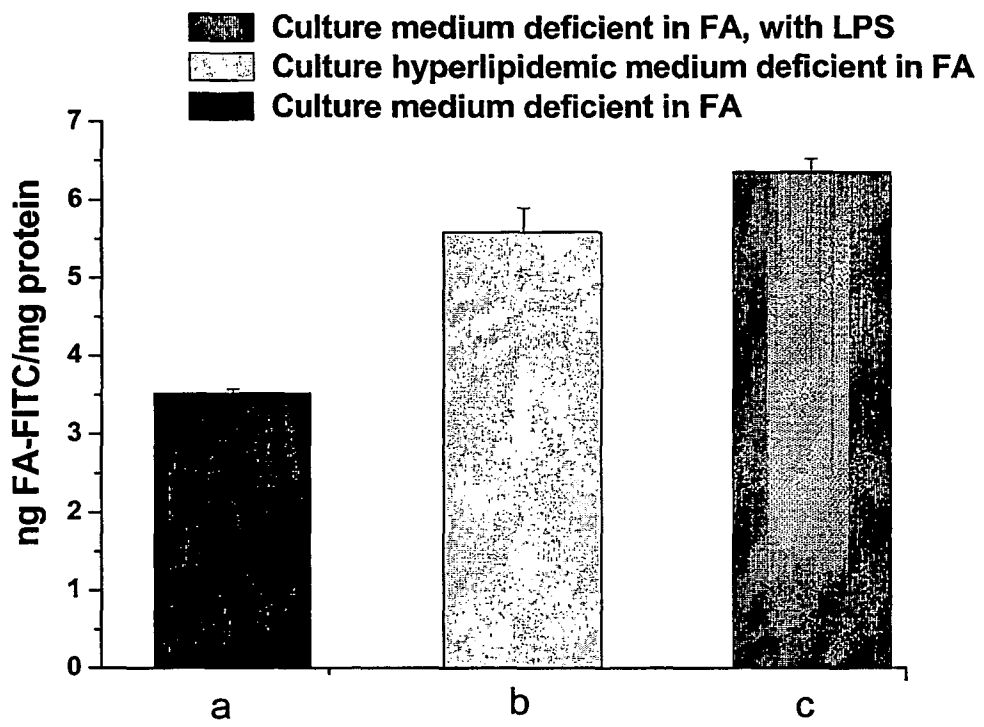 Culture medium deficient in FA, with LPS
Culture hyperlipidemic medium deficient in FA
Culture medium deficient in FA
ng FA-FITC/mg protein
7
6
5
4
3
2
1
0
a b c